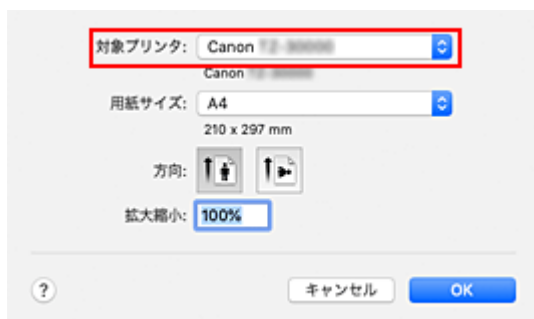 対象プリンタ: Canon
Canon
用紙サイズ: A4
210 x 297 mm
方向:
拡大縮小: 100%
? キャンセル OK